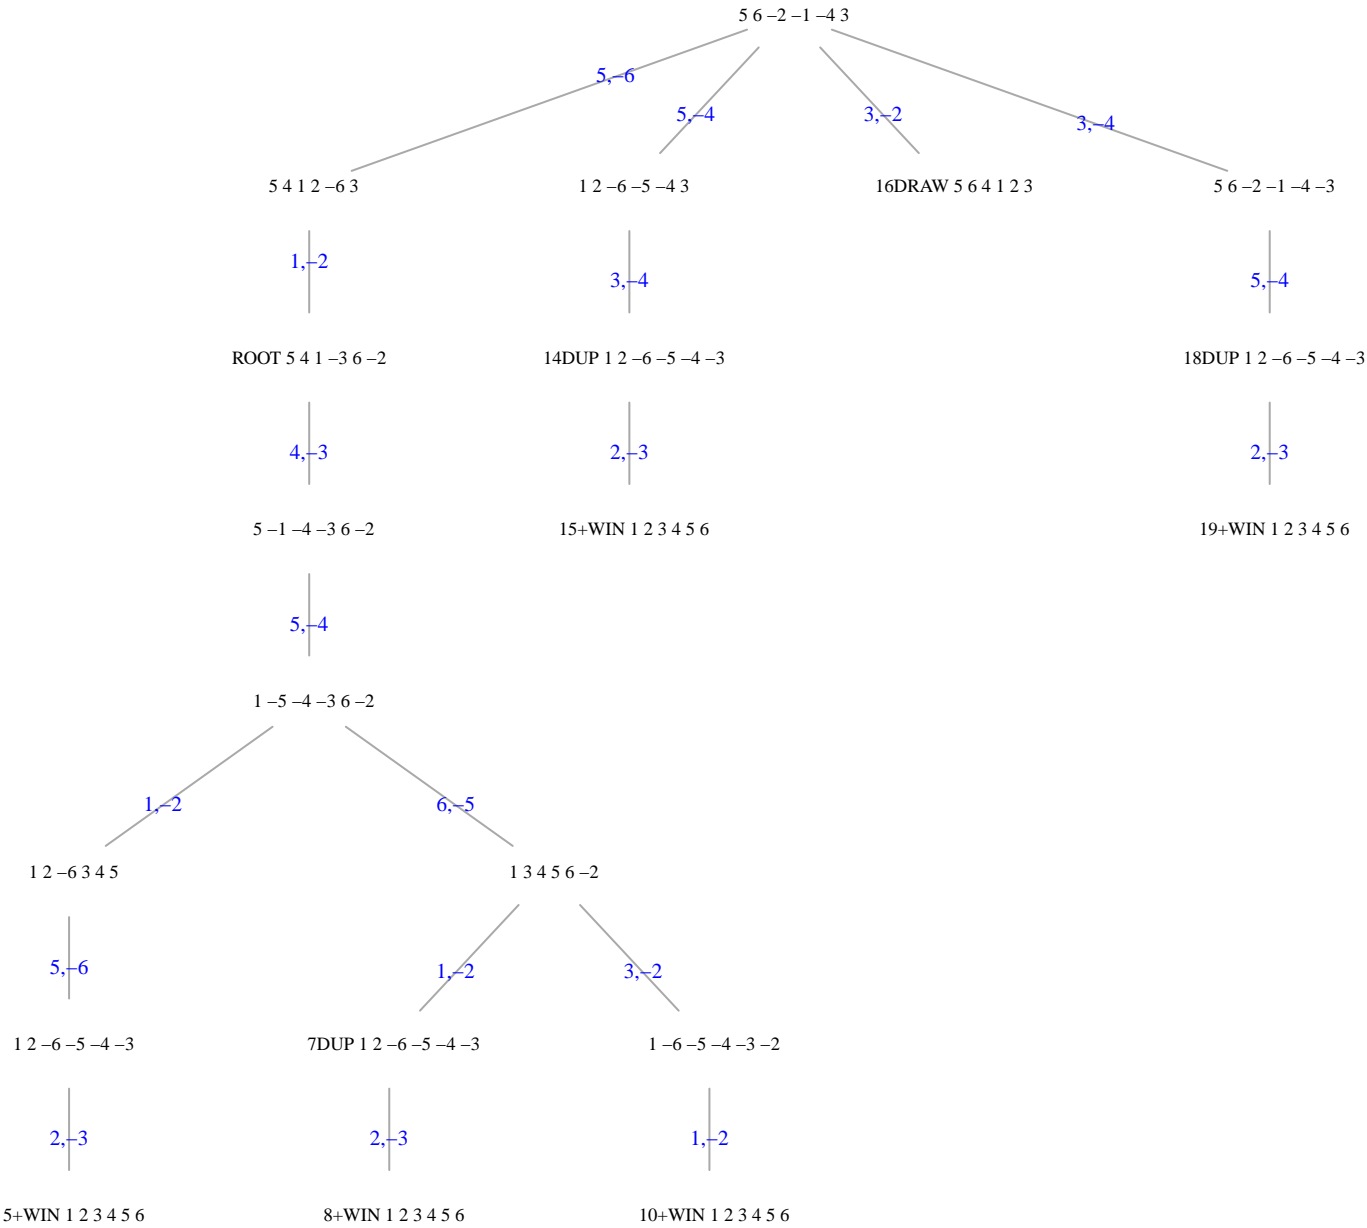 5 6 –2 –1 –4 3
5,–6
5,–4
3,–2
3,–4
5 4 1 2 –6 3
1 2 –6 –5 –4 3
16DRAW 5 6 4 1 2 3
5 6 –2 –1 –4 –3
1,–2
3,–4
5,–4
ROOT 5 4 1 –3 6 –2
14DUP 1 2 –6 –5 –4 –3
18DUP 1 2 –6 –5 –4 –3
4,–3
2,–3
2,–3
5 –1 –4 –3 6 –2
15+WIN 1 2 3 4 5 6
19+WIN 1 2 3 4 5 6
5,–4
1 –5 –4 –3 6 –2
1,–2
6,–5
1 2 –6 3 4 5
1 3 4 5 6 –2
5,–6
1,–2
3,–2
1 2 –6 –5 –4 –3
7DUP 1 2 –6 –5 –4 –3
1 –6 –5 –4 –3 –2
2,–3
2,–3
1,–2
5+WIN 1 2 3 4 5 6
8+WIN 1 2 3 4 5 6
10+WIN 1 2 3 4 5 6